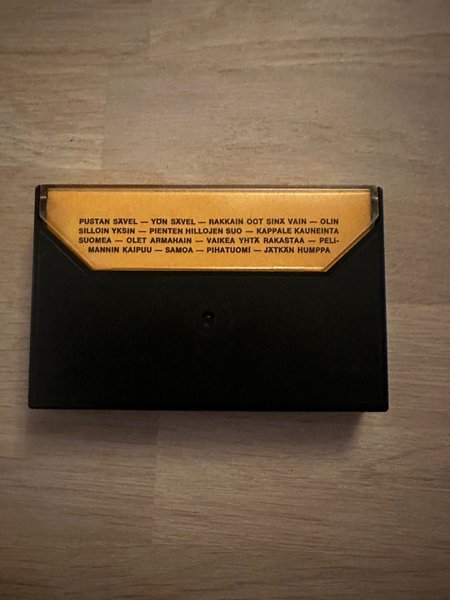 PUSTAN SÄVEL — YÖN SÄVEL — RAKKAIN OOT SINÄ VAIN — OLIN
SILLOIN YKSIN — PIENTEN HILLOJEN SUO — KAPPALE KAUNEINTA
SUOMEA — OLET ARMAHAIN — VAIKEA YHTÄ RAKASTAA — PELI-
MANNIN KAIPUU — SAMOA — PIHATUOMI — JÄTKÄN HUMPPA